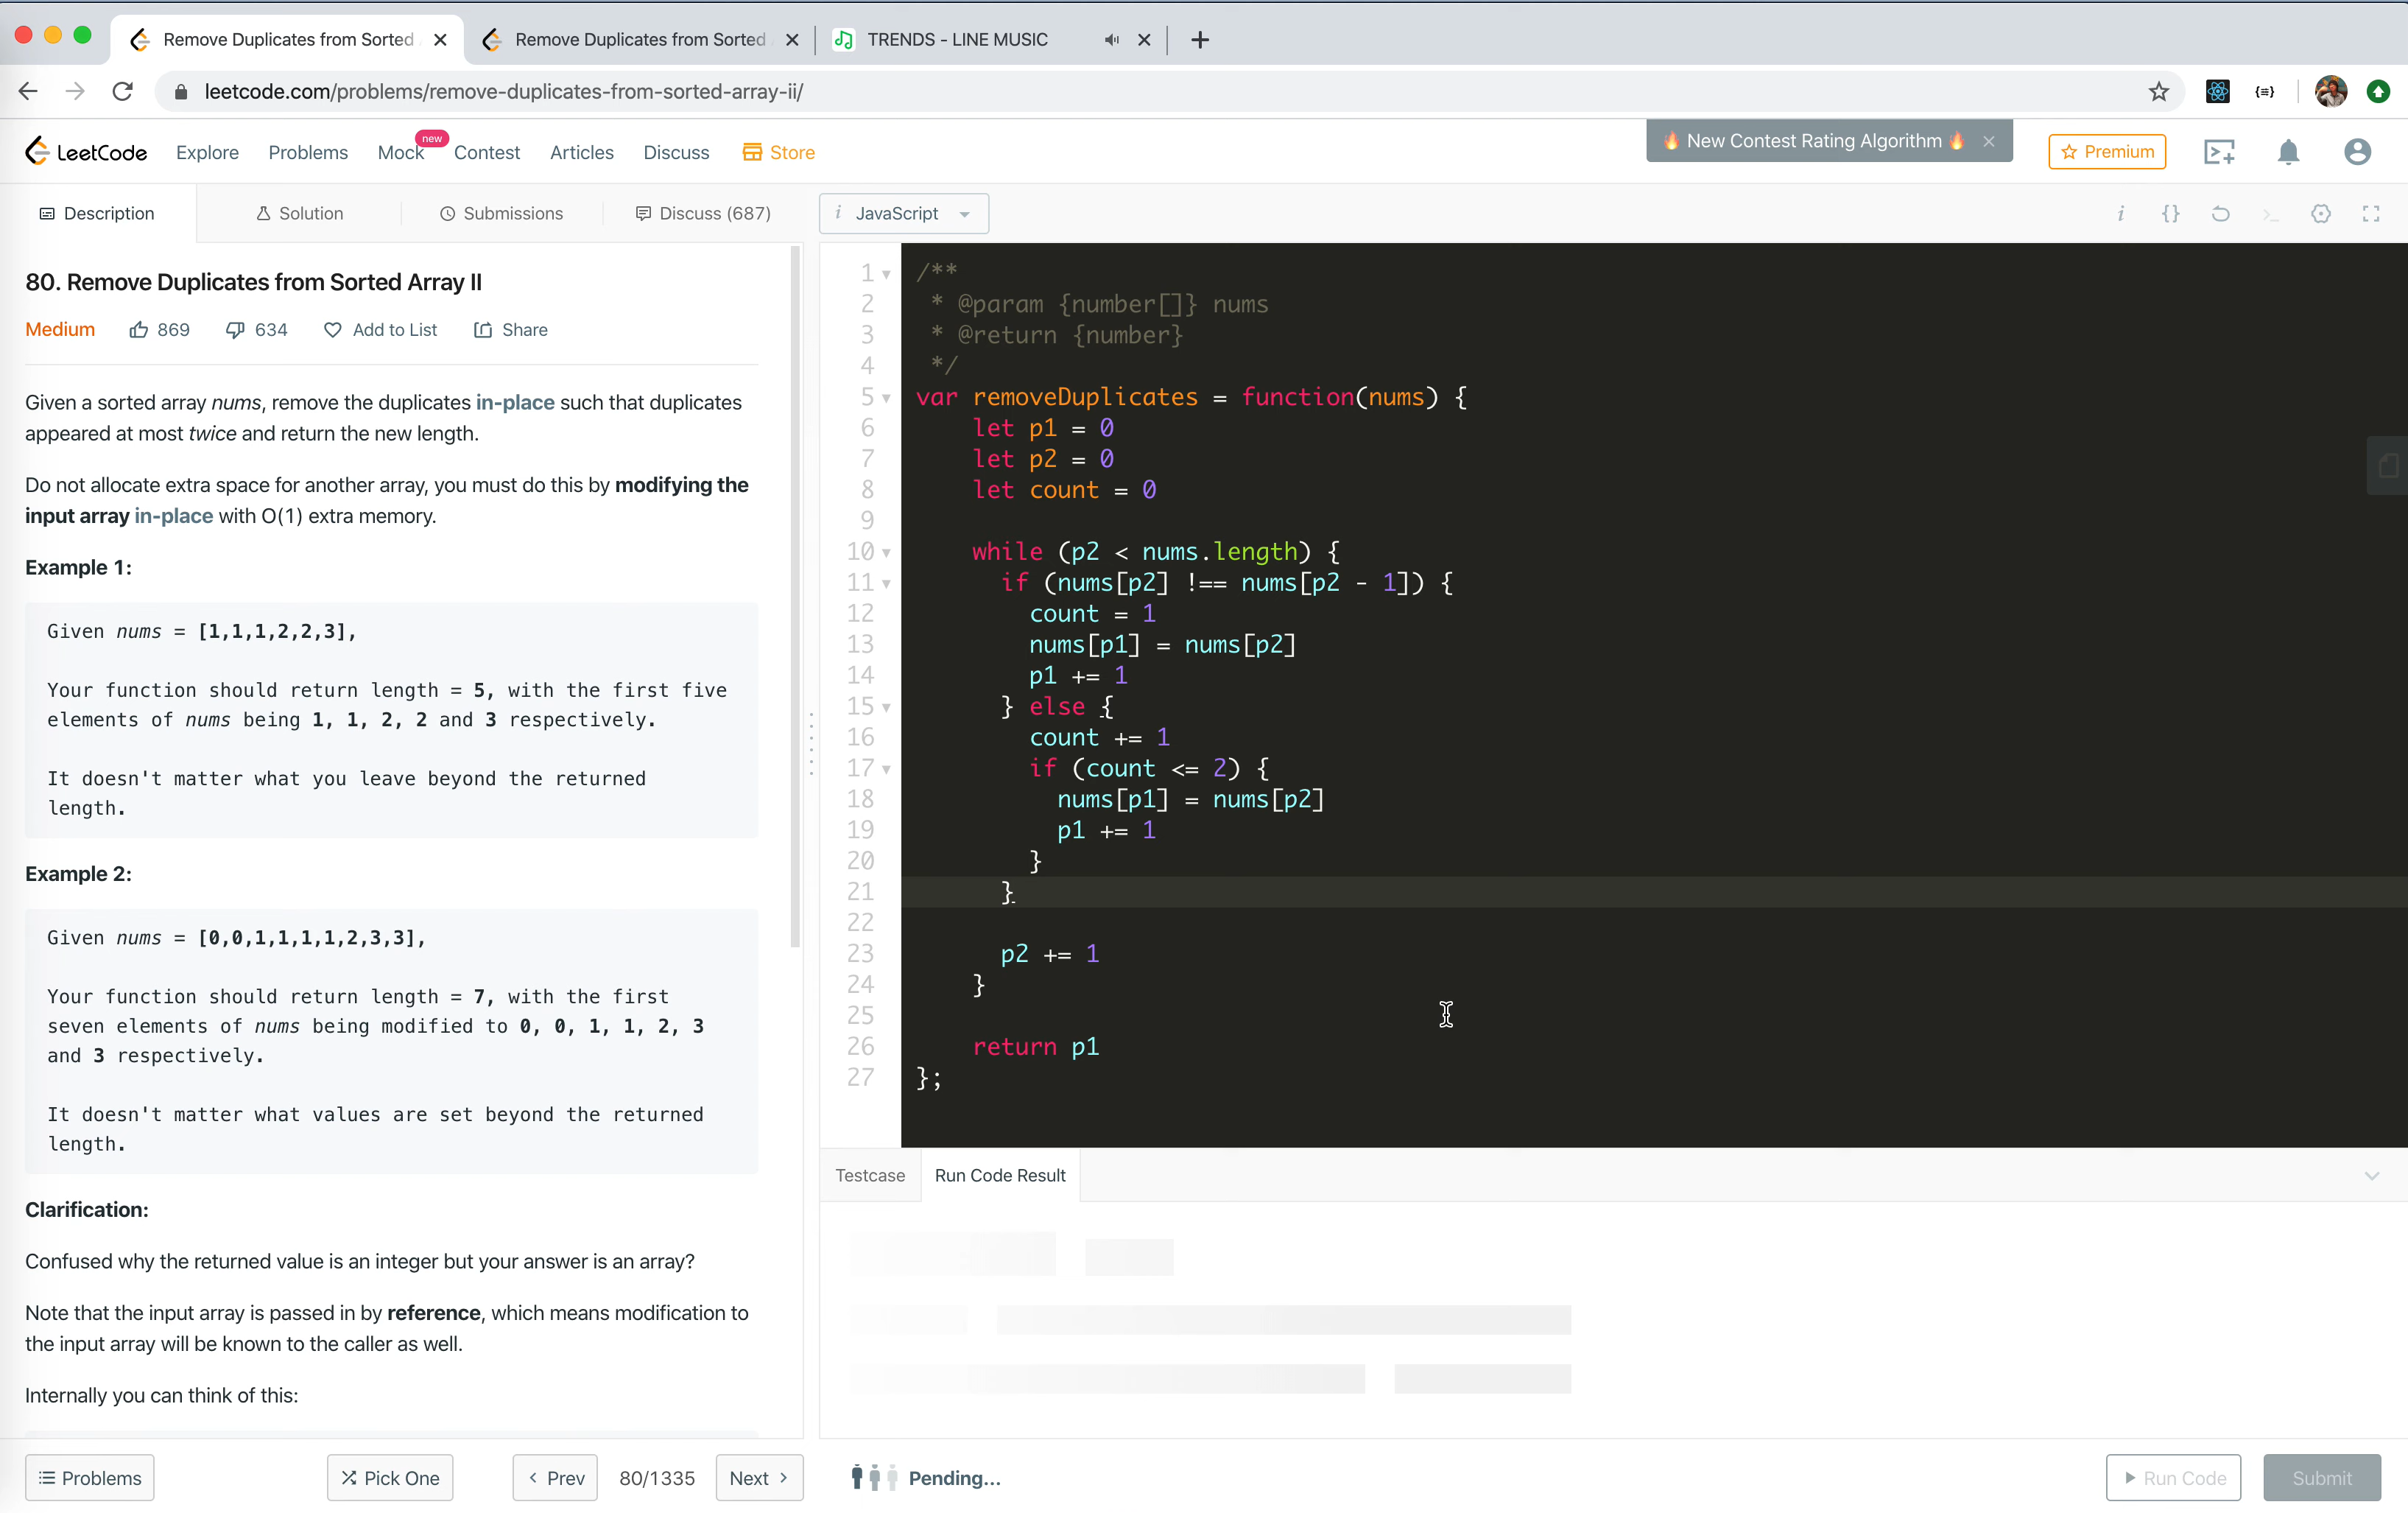 Remove Duplicates from Sorted
Remove Duplicates from Sorted
TRENDS - LINE MUSIC
leetcode.com/problems/remove-duplicates-from-sorted-array-ii/
LeetCode
Explore
Problems
Mock
new
Contest
Articles
Discuss
Store
🔥 New Contest Rating Algorithm 🔥
Premium
Description
Solution
Submissions
Discuss (687)
i JavaScript
80. Remove Duplicates from Sorted Array II
Medium 869 634 Add to List Share
Given a sorted array nums, remove the duplicates in-place such that duplicates
appeared at most twice and return the new length.
Do not allocate extra space for another array, you must do this by modifying the
input array in-place with O(1) extra memory.
Example 1:
Given nums = [1,1,1,2,2,3],
Your function should return length = 5, with the first five
elements of nums being 1, 1, 2, 2 and 3 respectively.
It doesn't matter what you leave beyond the returned
length.
Example 2:
Given nums = [0,0,1,1,1,1,2,3,3],
Your function should return length = 7, with the first
seven elements of nums being modified to 0, 0, 1, 1, 2, 3
and 3 respectively.
It doesn't matter what values are set beyond the returned
length.
Clarification:
Confused why the returned value is an integer but your answer is an array?
Note that the input array is passed in by reference, which means modification to
the input array will be known to the caller as well.
Internally you can think of this:
Problems
Pick One
Prev
80/1335
Next
1 /**
2 * @param {number[]} nums
3 * @return {number}
4 */
5 var removeDuplicates = function(nums) {
6 let p1 = 0
7 let p2 = 0
8 let count = 0
9
10 while (p2 < nums.length) {
11 if (nums[p2] !== nums[p2 - 1]) {
12 count = 1
13 nums[p1] = nums[p2]
14 p1 += 1
15 } else {
16 count += 1
17 if (count <= 2) {
18 nums[p1] = nums[p2]
19 p1 += 1
20 }
21 }
22
23 p2 += 1
24 }
25
26 return p1
27 };
Testcase
Run Code Result
Pending...
Run Code
Submit